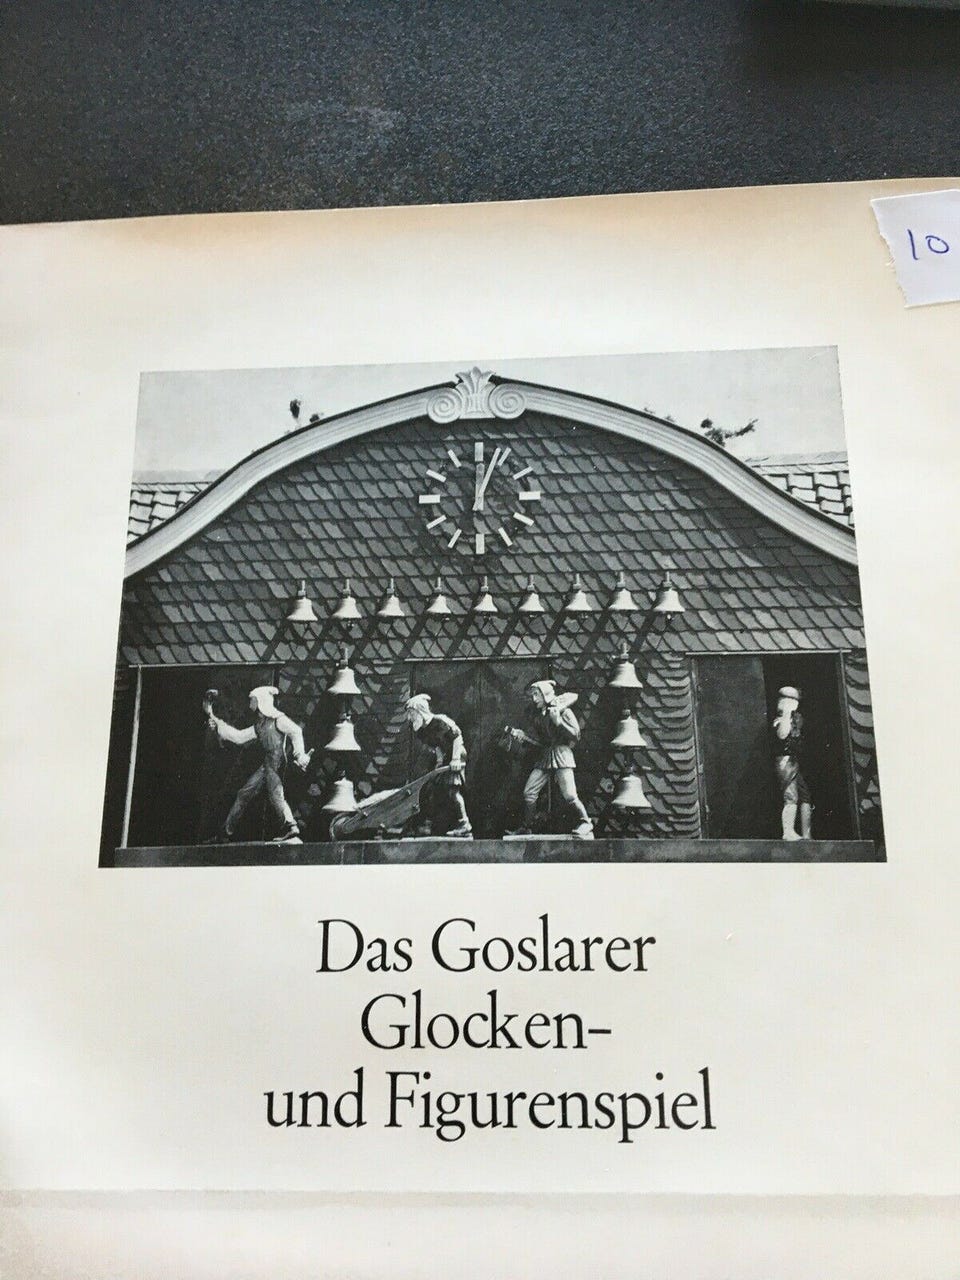 10
Das Goslarer
Glocken-
und Figurenspiel